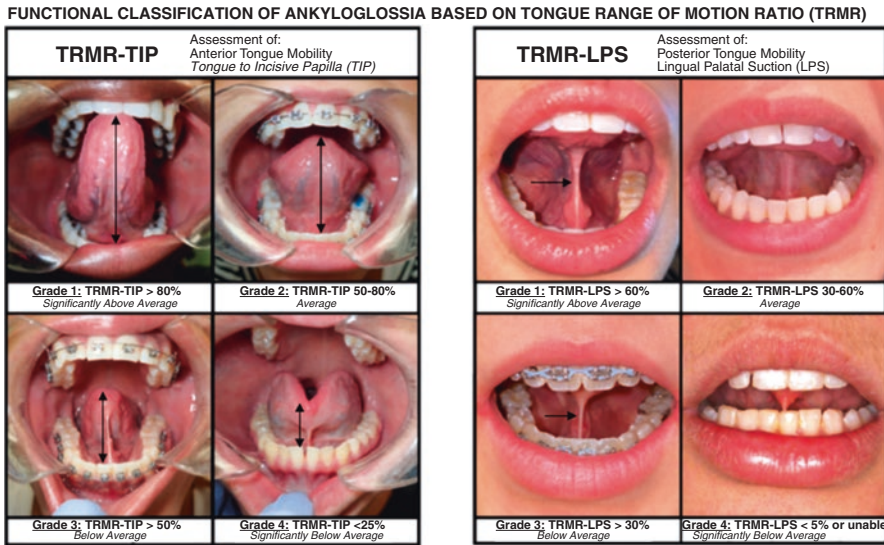 FUNCTIONAL CLASSIFICATION OF ANKYLOGLOSSIA BASED ON TONGUE RANGE OF MOTION RATIO (TRMR)
TRMR-TIP
Assessment of:
Anterior Tongue Mobility
Tongue to Incisive Papilla (TIP)
Grade 1: TRMR-TIP > 80%
Significantly Above Average
Grade 2: TRMR-TIP 50-80%
Average
Grade 3: TRMR-TIP > 50%
Below Average
Grade 4: TRMR-TIP <25%
Significantly Below Average
TRMR-LPS
Assessment of:
Posterior Tongue Mobility
Lingual Palatal Suction (LPS)
Grade 1: TRMR-LPS > 60%
Significantly Above Average
Grade 2: TRMR-LPS 30-60%
Average
Grade 3: TRMR-LPS > 30%
Below Average
Grade 4: TRMR-LPS < 5% or unable
Significantly Below Average